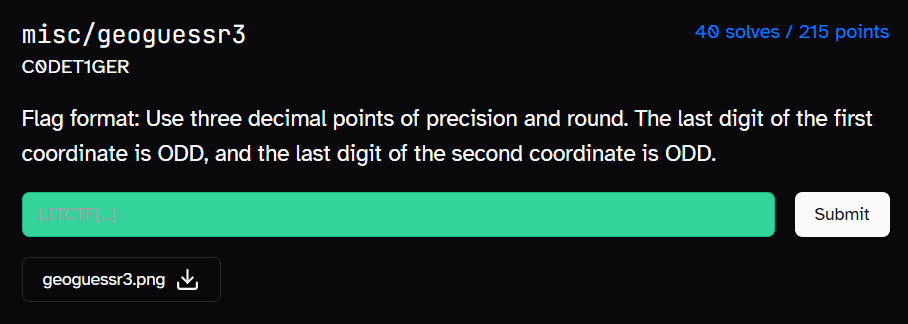 misc/geoguessr3
40 solves / 215 points
C0DET1GER
Flag format: Use three decimal points of precision and round. The last digit of the first
coordinate is ODD, and the last digit of the second coordinate is ODD.
LITCTF{...}
Submit
geoguessr3.png